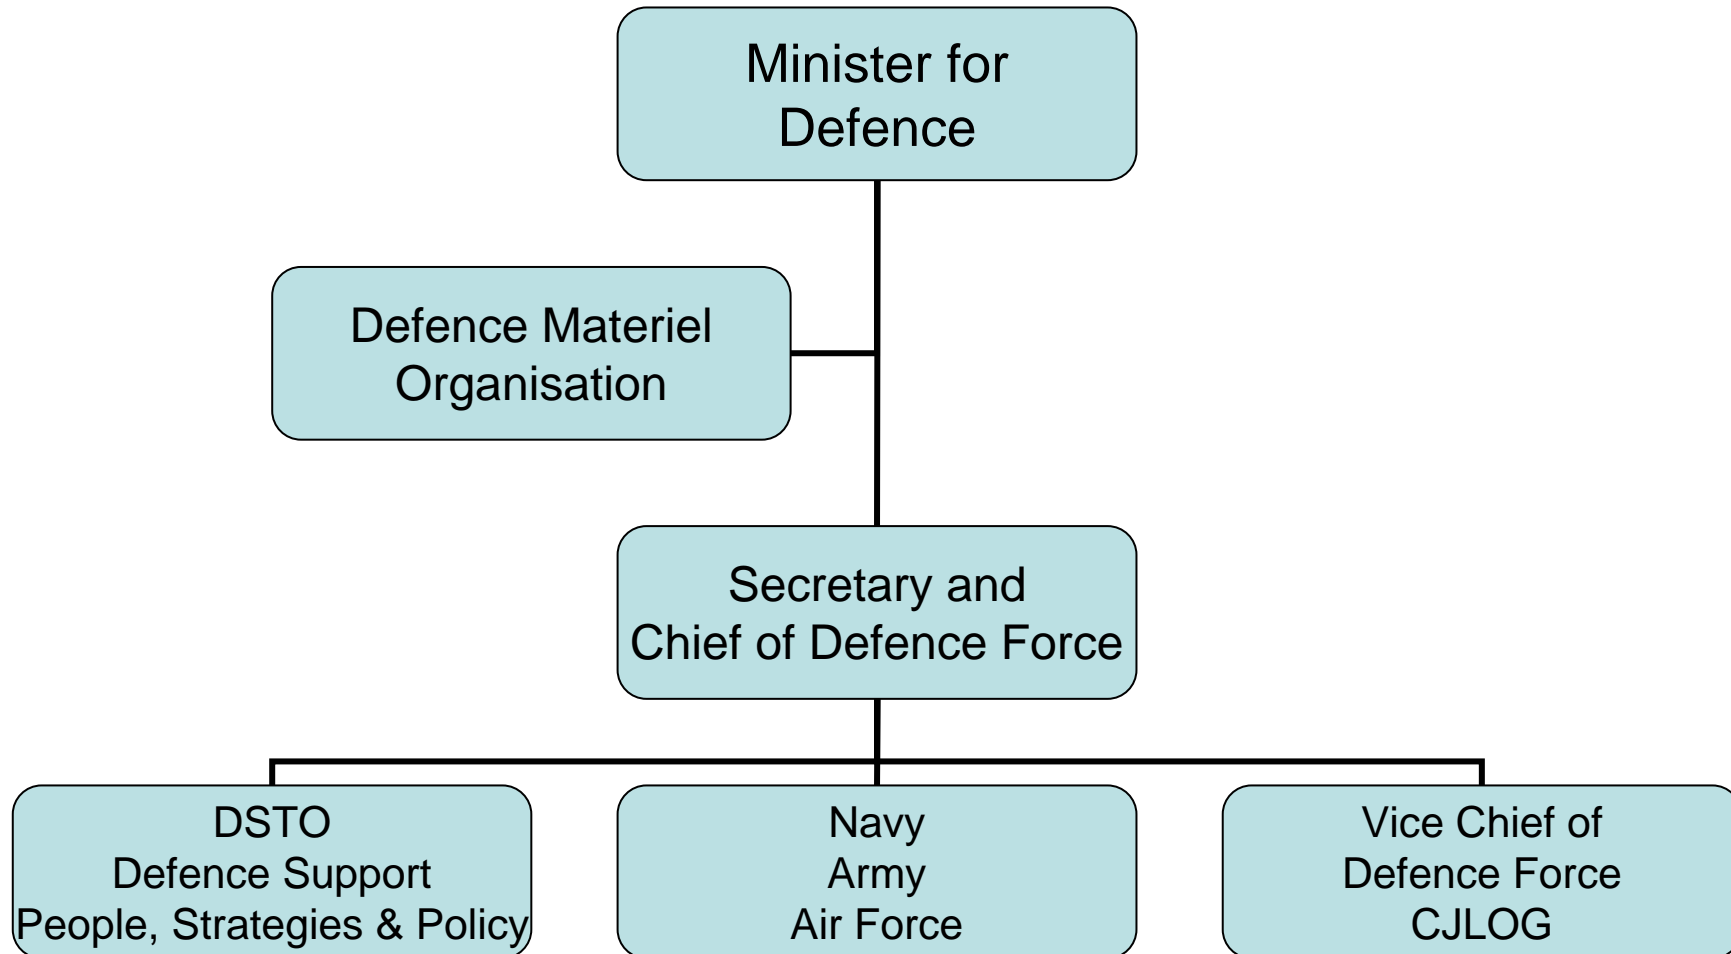 Minister for
Defence
Defence Materiel
Organisation
Secretary and
Chief of Defence Force
DSTO
Defence Support
People, Strategies & Policy
Navy
Army
Air Force
Vice Chief of
Defence Force
CJLOG